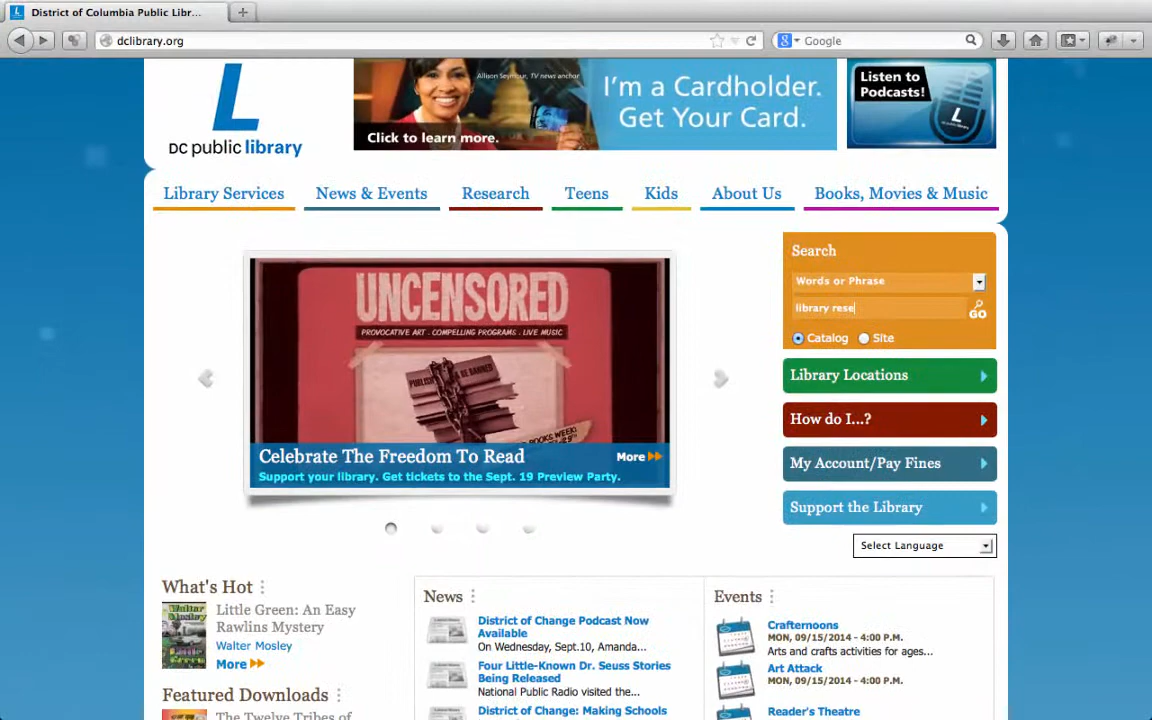 District of Columbia Public Libr...
dclibrary.org
Google
L
DC public library
Allison Seymour, TV news anchor
I'm a Cardholder.
Get Your Card.
Click to learn more.
Listen to
Podcasts!
L
Library Services
News & Events
Research
Teens
Kids
About Us
Books, Movies & Music
UNCENSORED
PROVOCATIVE ART . COMPELLING PROGRAMS . LIVE MUSIC
Celebrate The Freedom To Read
More
Support your library. Get tickets to the Sept. 19 Preview Party.
Search
Words or Phrase
library rese
GO
Catalog
Site
Library Locations
How do I...?
My Account/Pay Fines
Support the Library
Select Language
What's Hot
Little Green: An Easy
Rawlins Mystery
Walter Mosley
More
Featured Downloads
The Twelve Tribes of
News
District of Change Podcast Now
Available
On Wednesday, Sept.10, Amanda...
Four Little-Known Dr. Seuss Stories
Being Released
National Public Radio visited the...
District of Change: Making Schools
Events
Crafternoons
MON, 09/15/2014 - 4:00 P.M.
Arts and crafts activities for ages...
Art Attack
MON, 09/15/2014 - 4:00 P.M.
Reader's Theatre